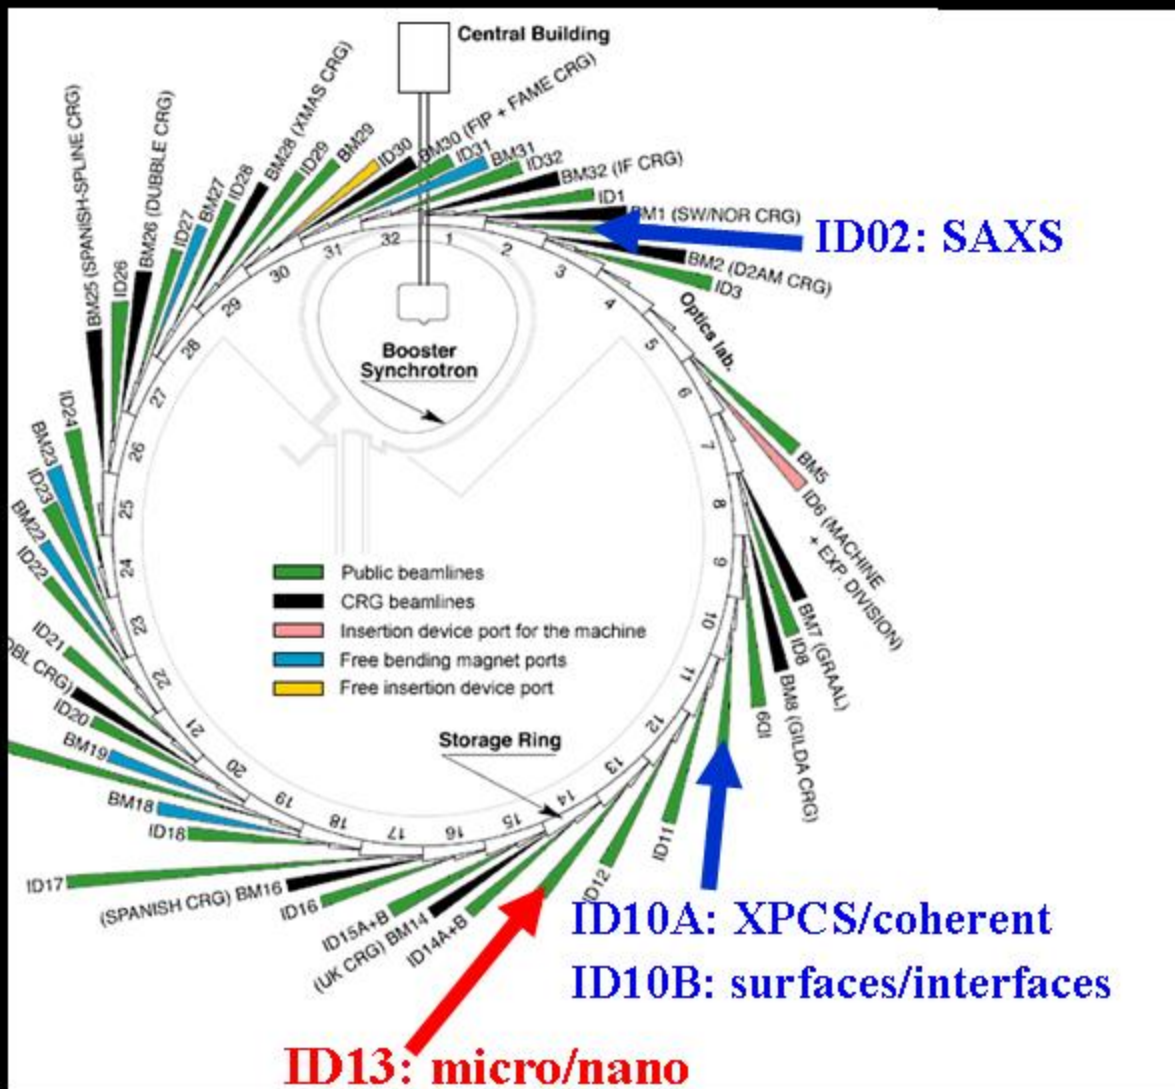 Central Building
BM25 (SPANISH-SPLINE CRG)
ID26
BM26 (DUBBLE CRG)
ID27
BM27
ID28
BM28 (XMAS CRG)
ID29
BM29
ID30
BM30 (FIP + FAME CRG)
ID31
BM31
ID32
BM32 (IF CRG)
ID1
BM1 (SW/NOR CRG)
ID02: SAXS
BM2 (D2AM CRG)
ID3
Optics lab.
BM5
ID6 (MACHINE
+ EXP. DIVISION)
BM7 (GRAAL)
ID8
BM8 (GILDA CRG)
ID9
ID11
ID12
ID14A+B
(UK CRG) BM14
ID15A+B
ID16
(SPANISH CRG) BM16
ID17
ID18
BM18
BM19
ID20
DBL CRG)
ID21
ID22
BM22
ID23
BM23
ID24
1
2
3
4
5
6
7
8
9
10
11
12
13
14
15
16
17
18
19
20
21
22
23
24
25
26
27
28
29
30
31
32
Booster
Synchrotron
Public beamlines
CRG beamlines
Insertion device port for the machine
Free bending magnet ports
Free insertion device port
Storage Ring
ID10A: XPCS/coherent
ID10B: surfaces/interfaces
ID13: micro/nano